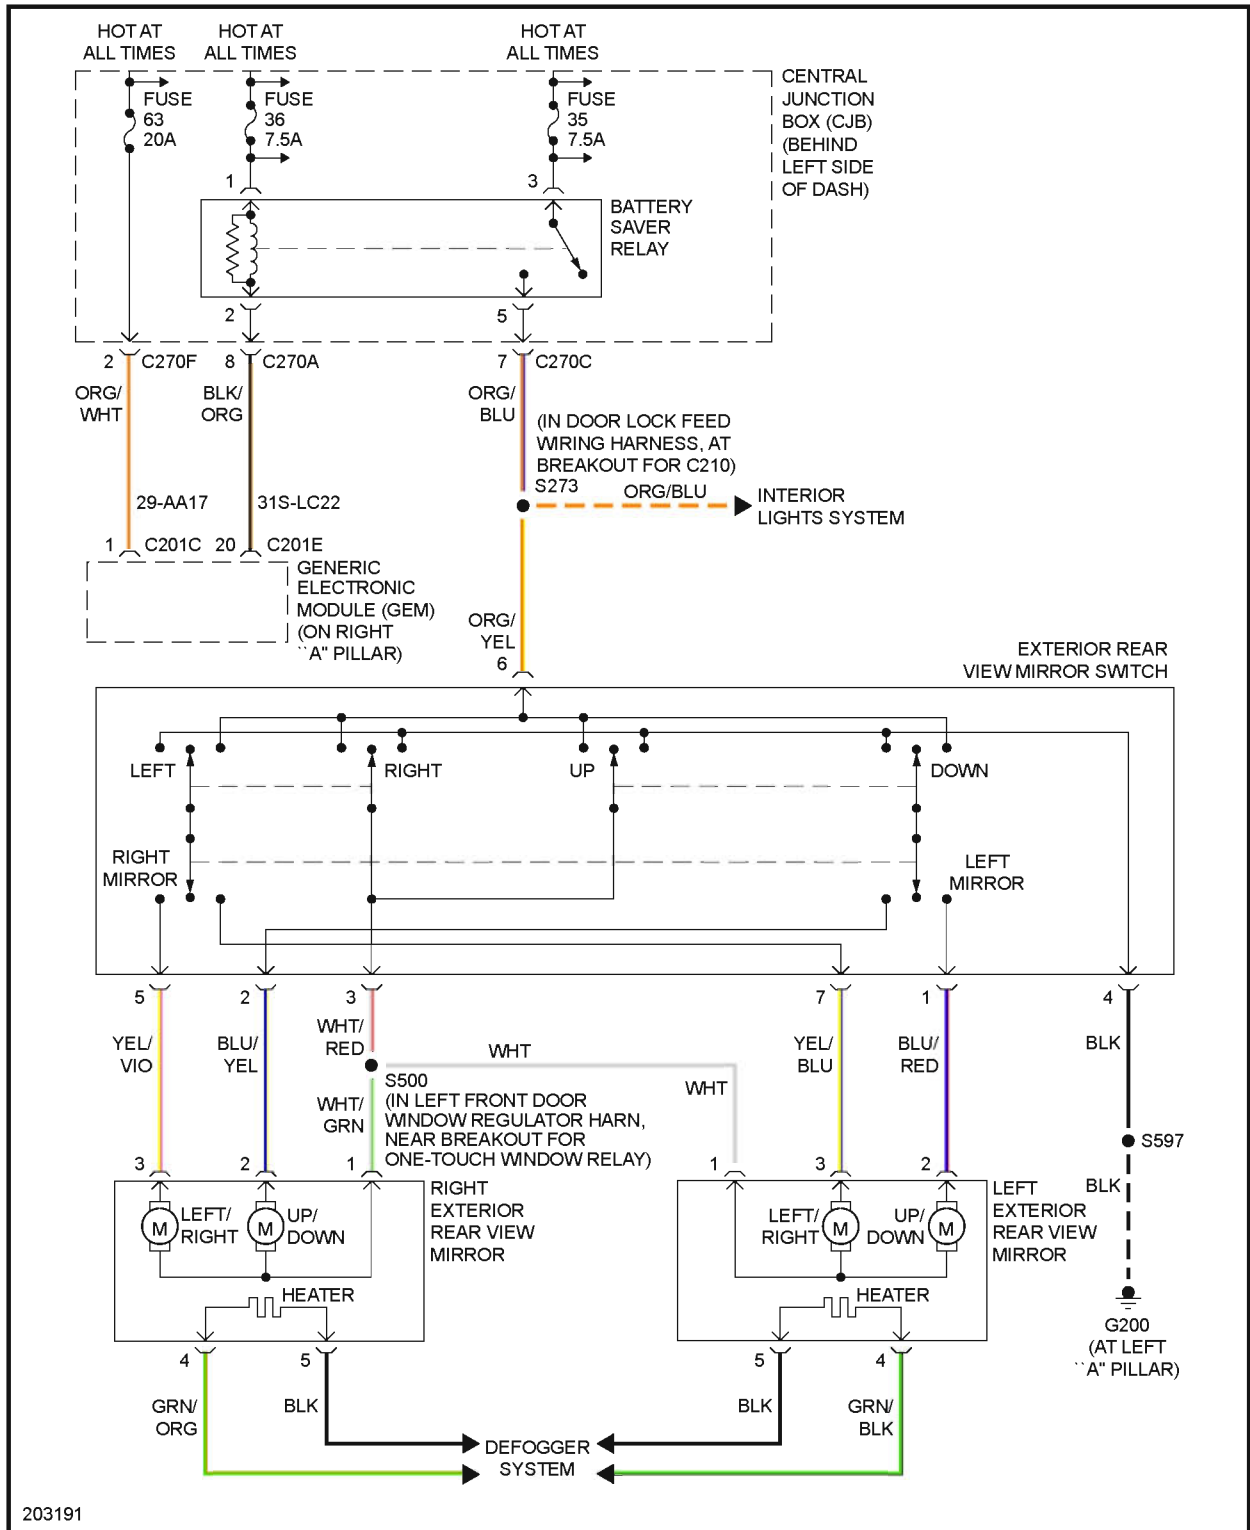 HOT AT
ALL TIMES
HOT AT
ALL TIMES
HOT AT
ALL TIMES
FUSE
63
20A
FUSE
36
7.5A
FUSE
35
7.5A
CENTRAL
JUNCTION
BOX (CJB)
(BEHIND
LEFT SIDE
OF DASH)
1
3
BATTERY
SAVER
RELAY
2
5
2 C270F
8 C270A
7 C270C
ORG/
WHT
BLK/
ORG
ORG/
BLU
(IN DOOR LOCK FEED
WIRING HARNESS, AT
BREAKOUT FOR C210)
S273
ORG/BLU
INTERIOR
LIGHTS SYSTEM
29-AA17
31S-LC22
1 C201C
20 C201E
GENERIC
ELECTRONIC
MODULE (GEM)
(ON RIGHT
``A" PILLAR)
ORG/
YEL
6
EXTERIOR REAR
VIEW MIRROR SWITCH
LEFT
RIGHT
UP
DOWN
RIGHT
MIRROR
LEFT
MIRROR
5
2
3
7
1
4
YEL/
VIO
BLU/
YEL
WHT/
RED
WHT
WHT
YEL/
BLU
BLU/
RED
BLK
S500
(IN LEFT FRONT DOOR
WINDOW REGULATOR HARN,
NEAR BREAKOUT FOR
ONE-TOUCH WINDOW RELAY)
WHT/
GRN
S597
BLK
3
2
1
1
3
2
RIGHT
EXTERIOR
REAR VIEW
MIRROR
LEFT
EXTERIOR
REAR VIEW
MIRROR
M
LEFT/
RIGHT
M
UP/
DOWN
LEFT/
RIGHT
M
UP/
DOWN
M
HEATER
HEATER
G200
(AT LEFT
``A" PILLAR)
4
5
5
4
GRN/
ORG
BLK
BLK
GRN/
BLK
DEFOGGER
SYSTEM
203191